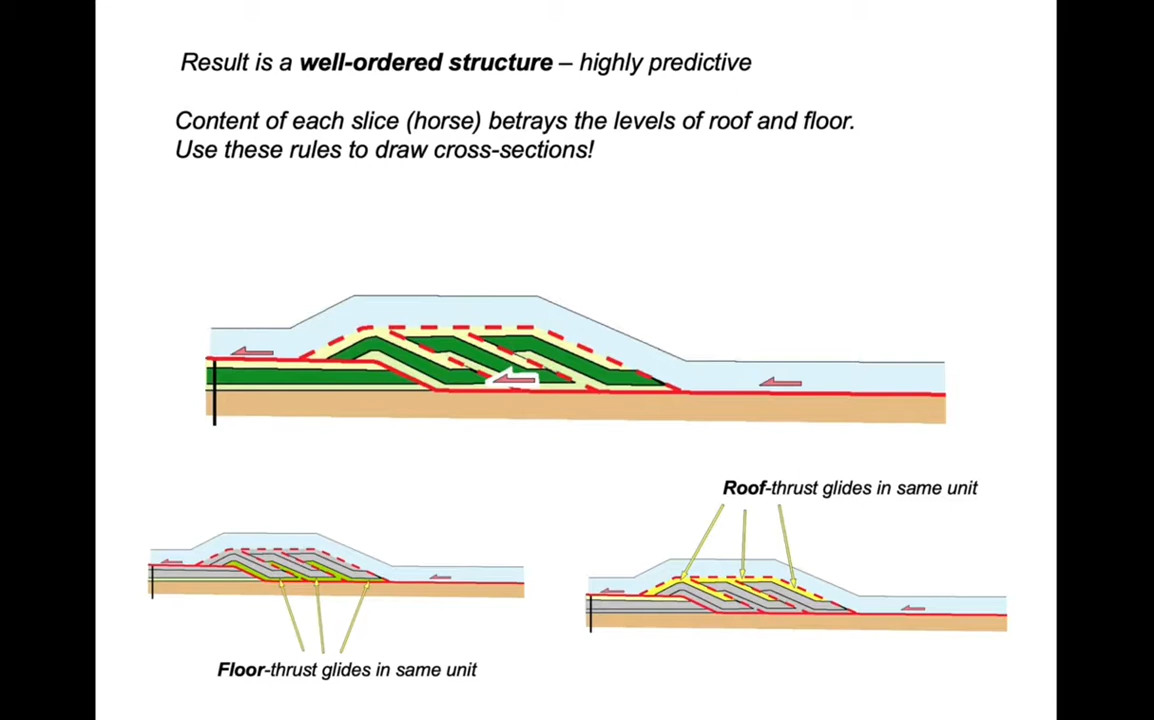 Result is a well-ordered structure – highly predictive
Content of each slice (horse) betrays the levels of roof and floor.
Use these rules to draw cross-sections!
Roof-thrust glides in same unit
Floor-thrust glides in same unit